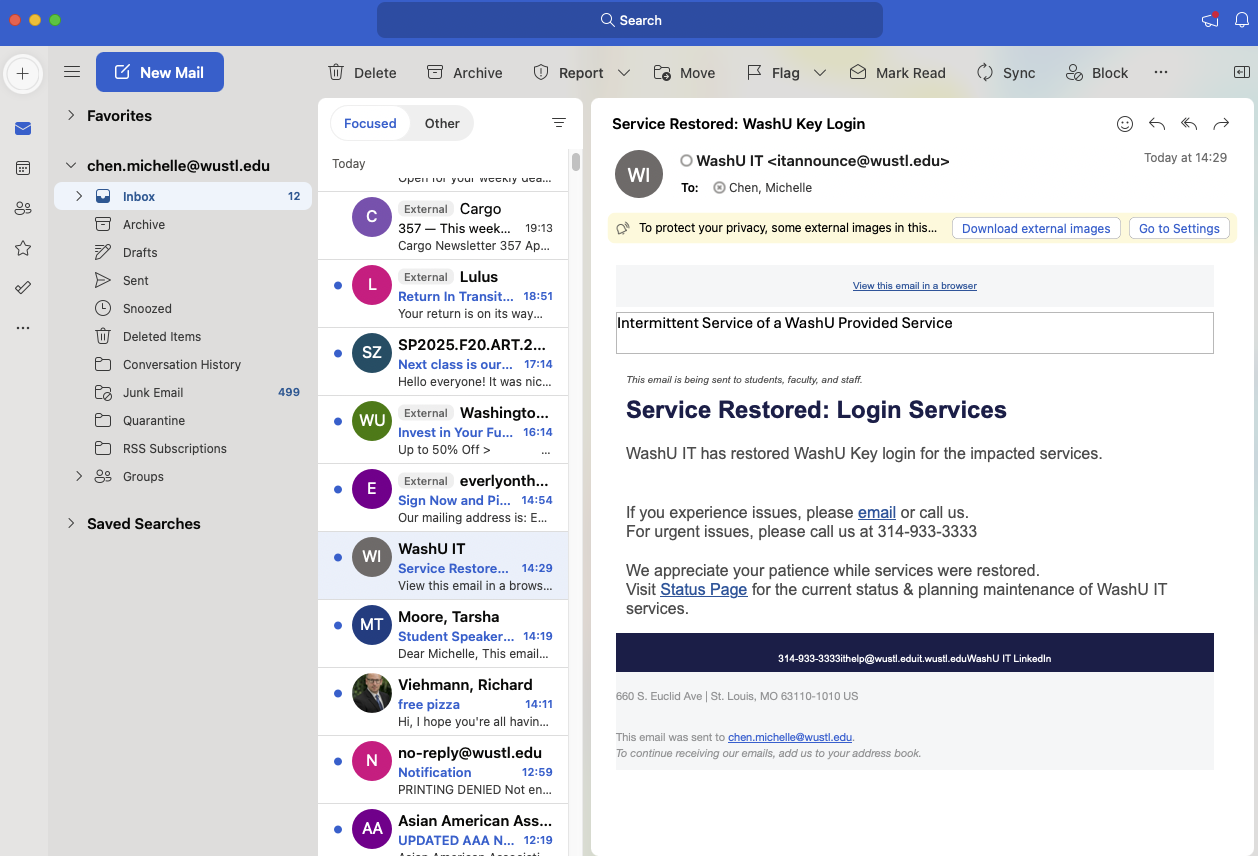 Search
New Mail
Delete
Archive
Report
Move
Flag
Mark Read
Sync
Block
Favorites
chen.michelle@wustl.edu
Inbox 12
Archive
Drafts
Sent
Snoozed
Deleted Items
Conversation History
Junk Email 499
Quarantine
RSS Subscriptions
Groups
Saved Searches
Focused Other
Today
Open for your weekly dea...
C
External Cargo
357 — This week... 19:13
Cargo Newsletter 357 Ap...
L
External Lulus
Return In Transit... 18:51
Your return is on its way...
SZ
SP2025.F20.ART.2...
Next class is our... 17:14
Hello everyone! It was nic...
WU
External Washingto...
Invest in Your Fu... 16:14
Up to 50% Off > ...
E
External everlyonth...
Sign Now and Pi... 14:54
Our mailing address is: E...
WI
WashU IT
Service Restore... 14:29
View this email in a brows...
MT
Moore, Tarsha
Student Speaker... 14:19
Dear Michelle, This email...
Viehmann, Richard
free pizza 14:11
Hi, I hope you're all havin...
N
no-reply@wustl.edu
Notification 12:59
PRINTING DENIED Not en...
AA
Asian American Ass...
UPDATED AAA N... 12:19
Service Restored: WashU Key Login
WI
WashU IT <itannounce@wustl.edu>
Today at 14:29
To: Chen, Michelle
To protect your privacy, some external images in this...
Download external images
Go to Settings
View this email in a browser
Intermittent Service of a WashU Provided Service
This email is being sent to students, faculty, and staff.
Service Restored: Login Services
WashU IT has restored WashU Key login for the impacted services.
If you experience issues, please email or call us.
For urgent issues, please call us at 314-933-3333
We appreciate your patience while services were restored.
Visit Status Page for the current status & planning maintenance of WashU IT
services.
314-933-3333ithelp@wustl.eduit.wustl.eduWashU IT LinkedIn
660 S. Euclid Ave | St. Louis, MO 63110-1010 US
This email was sent to chen.michelle@wustl.edu.
To continue receiving our emails, add us to your address book.